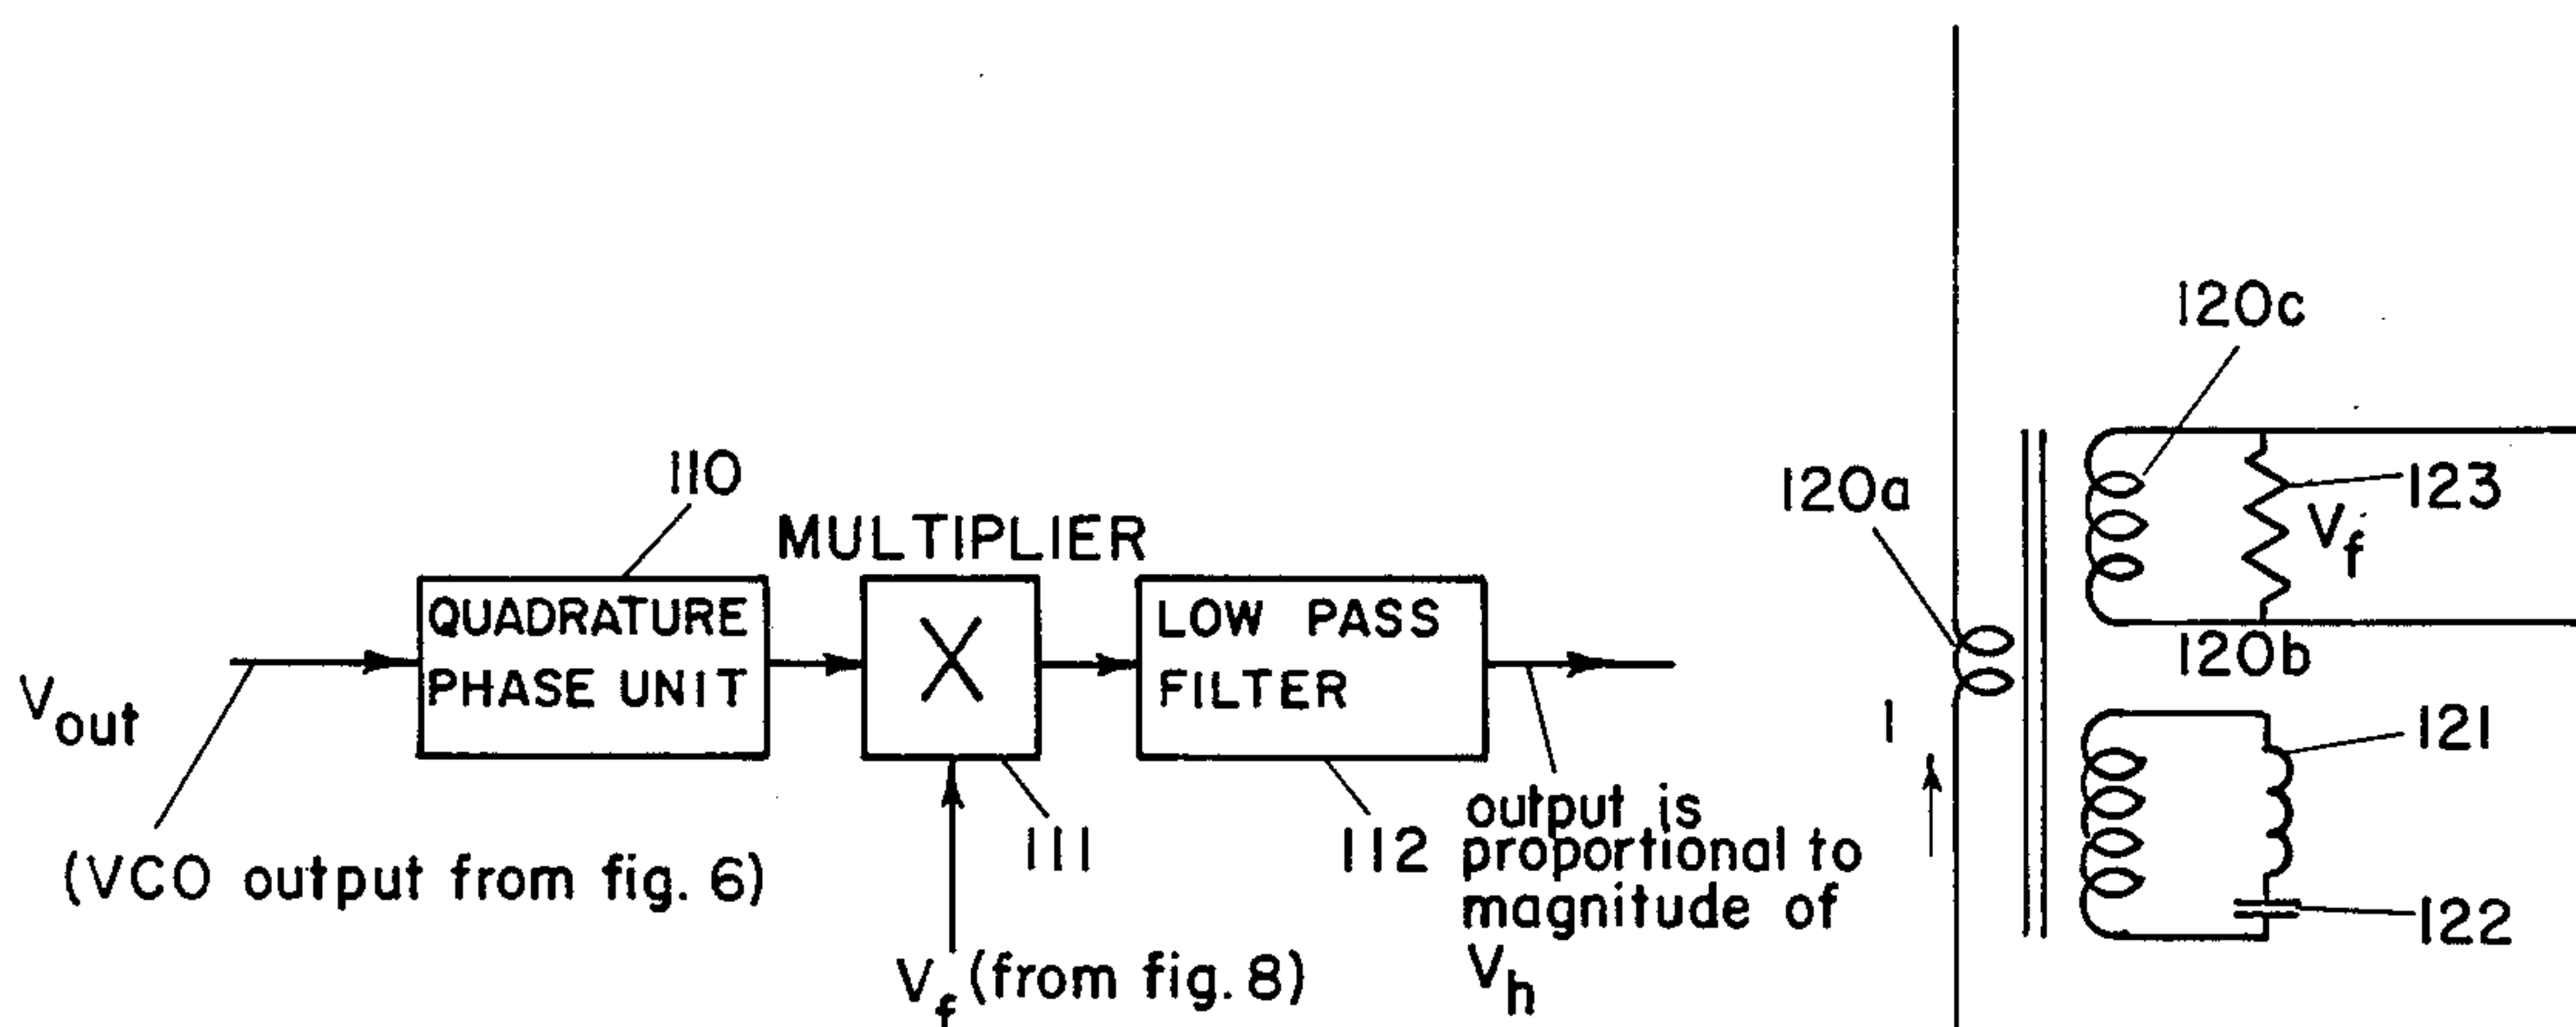 110
MULTIPLIER
QUADRATURE
PHASE UNIT
X
LOW PASS
FILTER
Vout
(VCO output from fig. 6)
111
112
output is
proportional to
magnitude of
Vh
Vf (from fig. 8)
120c
120a
123
Vf
120b
I
121
122